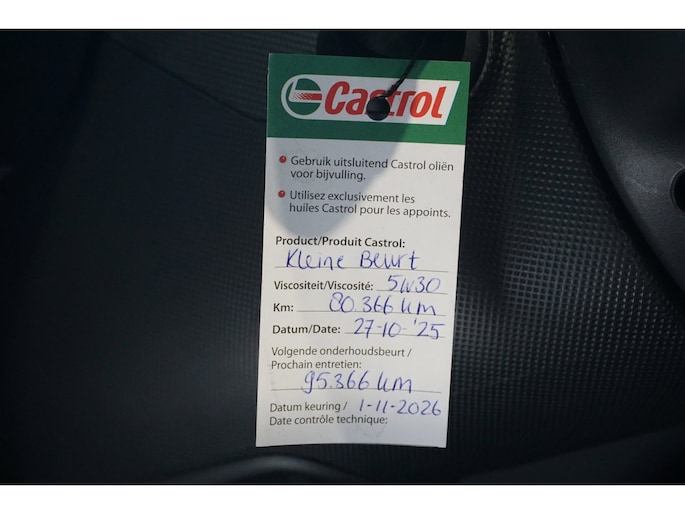 Castrol
Gebruik uitsluitend Castrol oliën
voor bijvulling.
Utilisez exclusivement les
huiles Castrol pour les appoints.
Product/Produit Castrol:
Kleine Beurt
Viscositeit/Viscosité: 5W30
Km: 80.366 km
Datum/Date: 27-10-'25
Volgende onderhoudsbeurt /
Prochain entretien:
95.366 km
Datum keuring / 1-11-2026
Date contrôle technique: